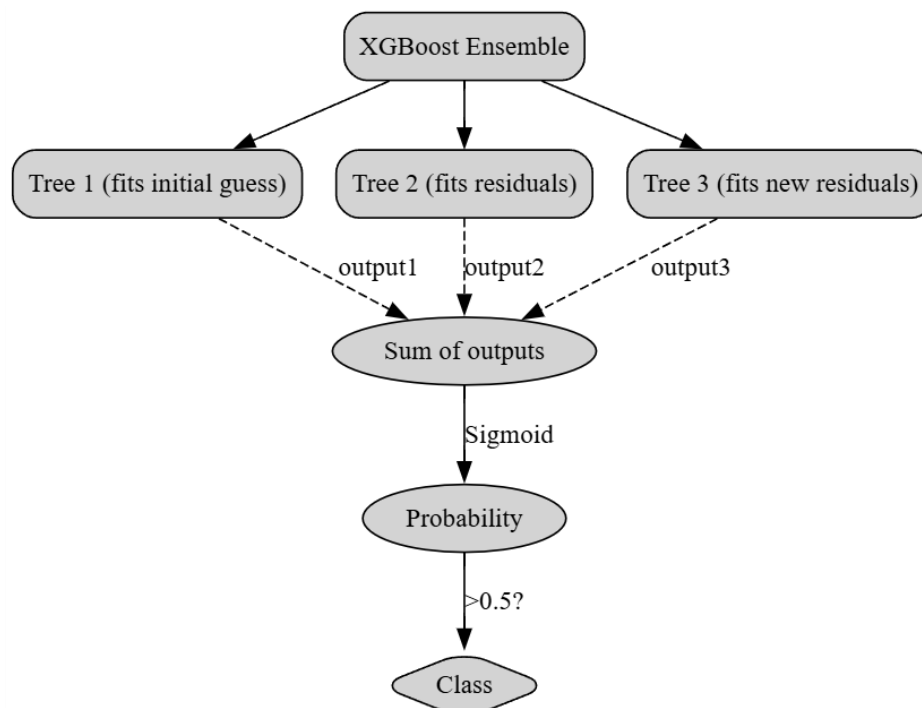 XGBoost Ensemble
Tree 1 (fits initial guess)
Tree 2 (fits residuals)
Tree 3 (fits new residuals)
output1
output2
output3
Sum of outputs
Sigmoid
Probability
>0.5?
Class